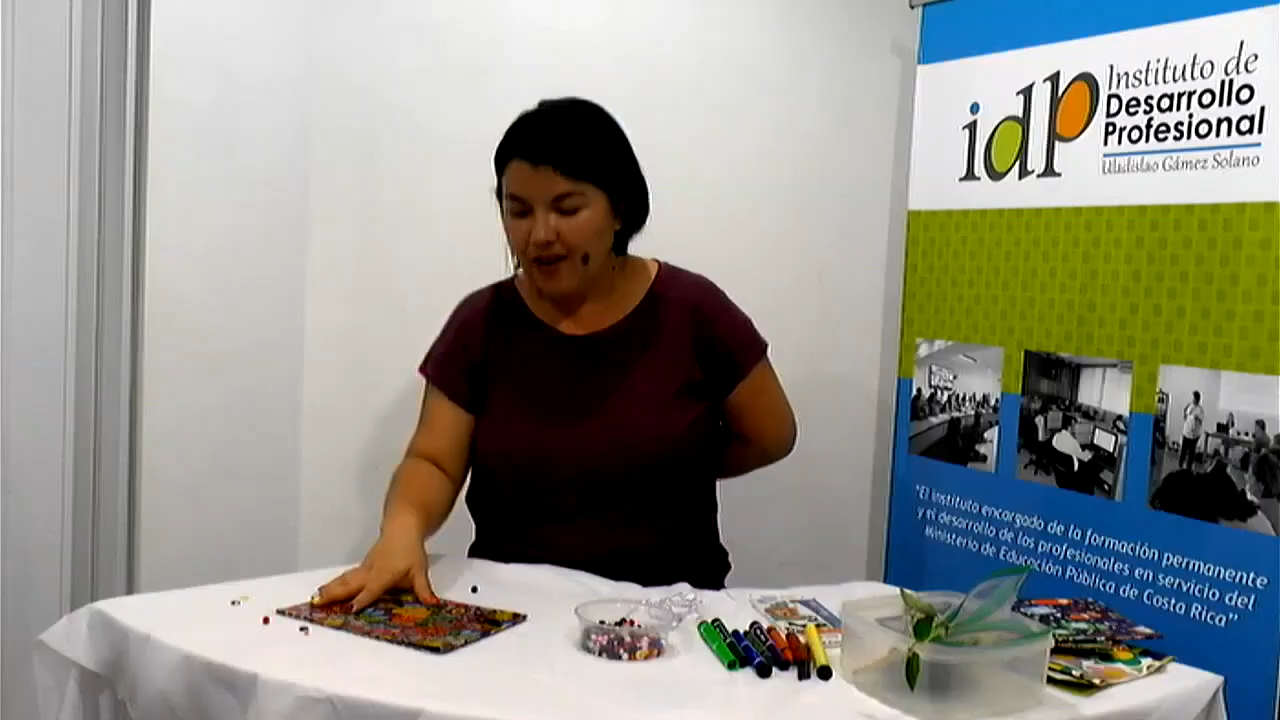 idp
Instituto de
Desarrollo
Profesional
Uladislao Gámez Solano
"El instituto encargado de la formación permanente
y el desarrollo de los profesionales en servicio del
Ministerio de Educación Pública de Costa Rica"